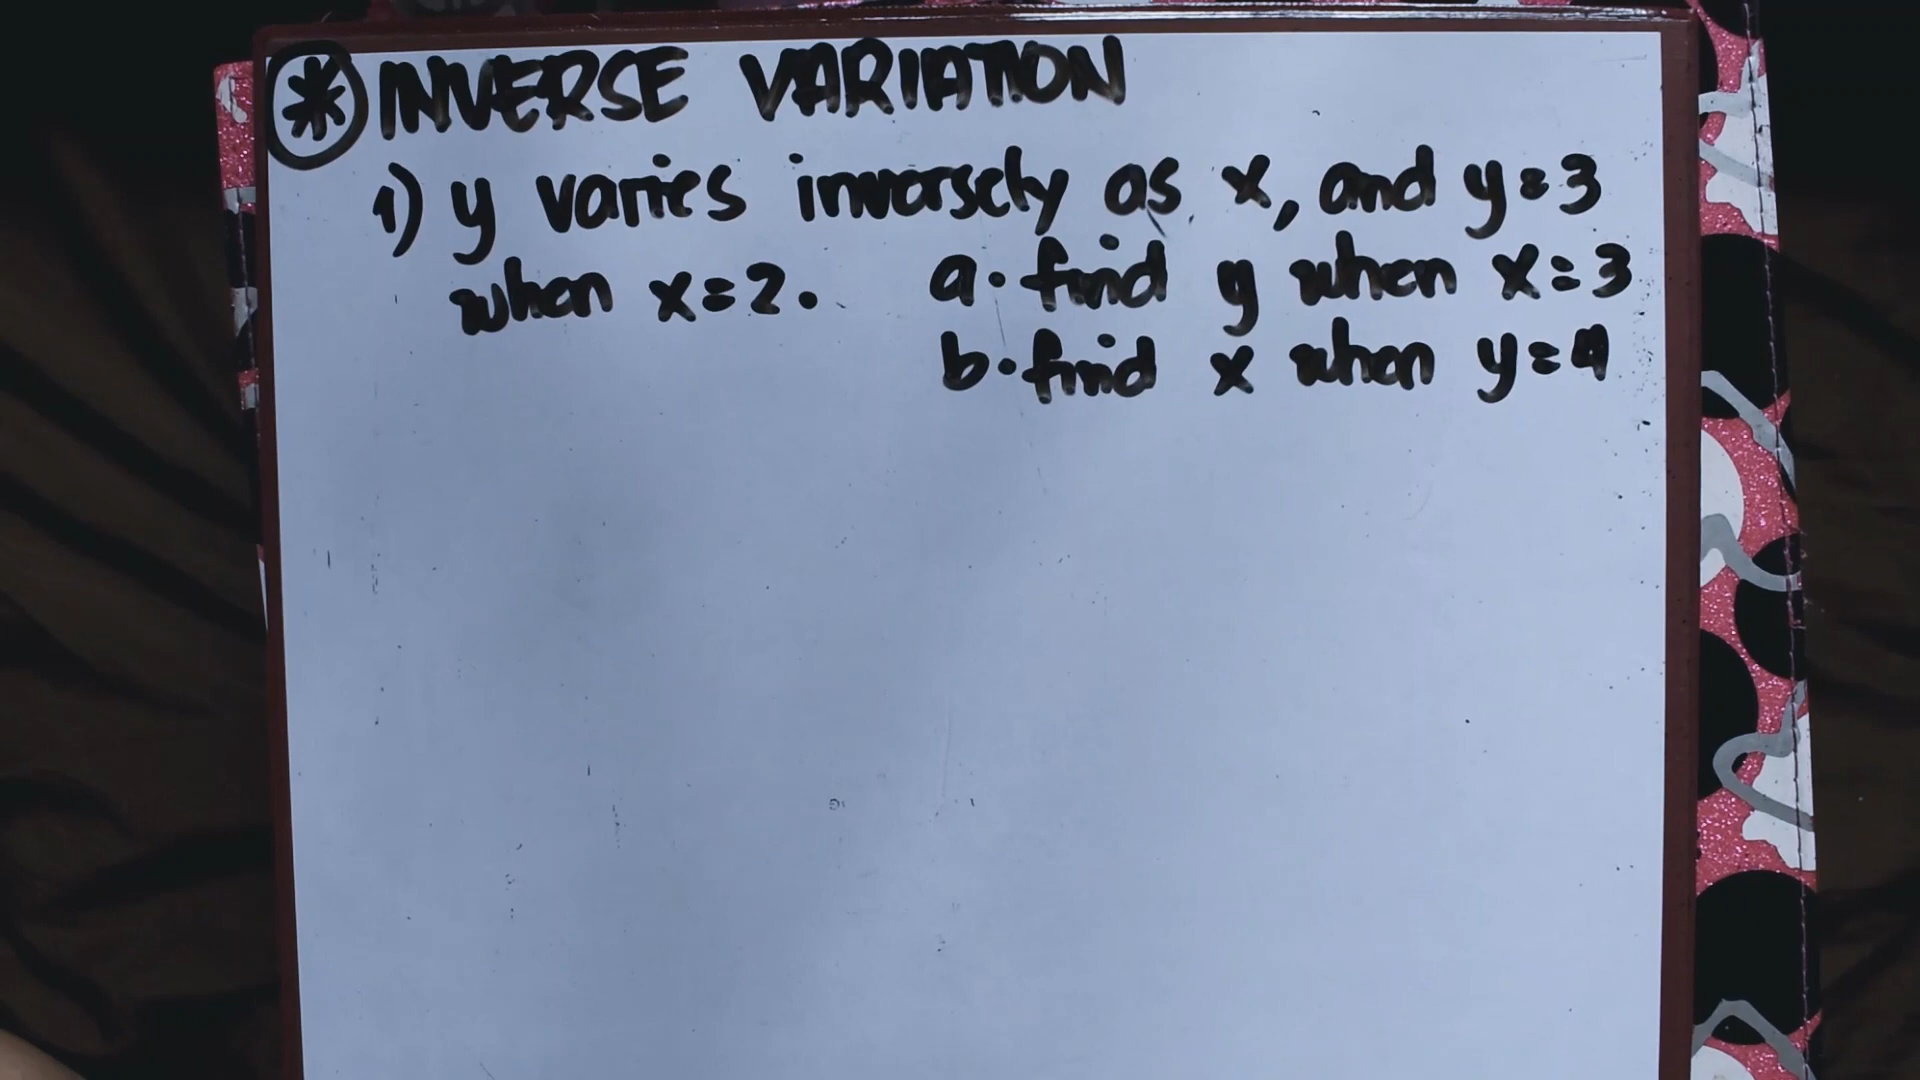 * INVERSE VARIATION
1) y varies inversely as x, and y=3
when x=2. a. find y when x=3
b. find x when y=4